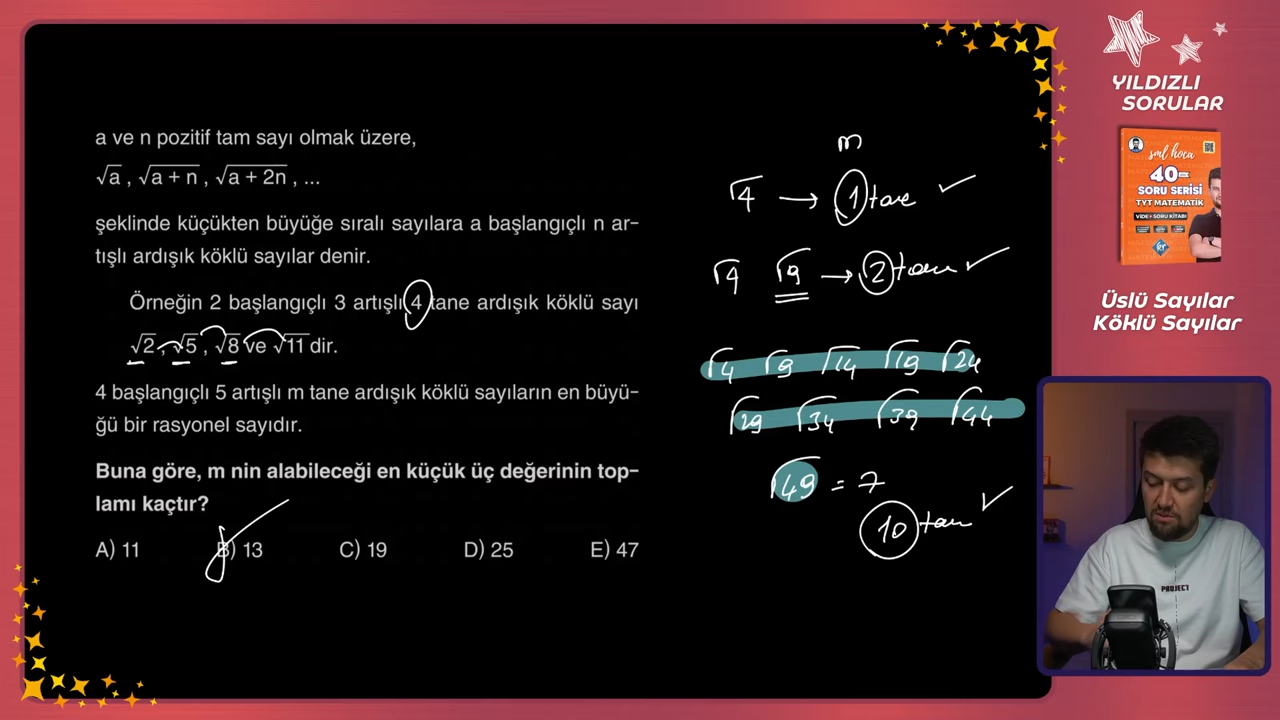 a ve n pozitif tam sayı olmak üzere,
√a , √a + n , √a + 2n , ...
şeklinde küçükten büyüğe sıralı sayılara a başlangıçlı n ar-
tışlı ardışık köklü sayılar denir.
Örneğin 2 başlangıçlı 3 artışlı 4 tane ardışık köklü sayı
√2 , √5 , √8 ve √11 dir.
4 başlangıçlı 5 artışlı m tane ardışık köklü sayıların en büyü-
ğü bir rasyonel sayıdır.
Buna göre, m nin alabileceği en küçük üç değerinin top-
lamı kaçtır?
A) 11 B) 13 C) 19 D) 25 E) 47
m
√4 → 1 tane ✓
√4 √9 → 2 tane ✓
√4 √9 √14 √19 √24
√29 √34 √39 √44
√49 = 7
10 tane ✓
YILDIZLI
SORULAR
sml hoca
40
SORU SERİSİ
TYT MATEMATİK
Üslü Sayılar
Köklü Sayılar
PROJECT